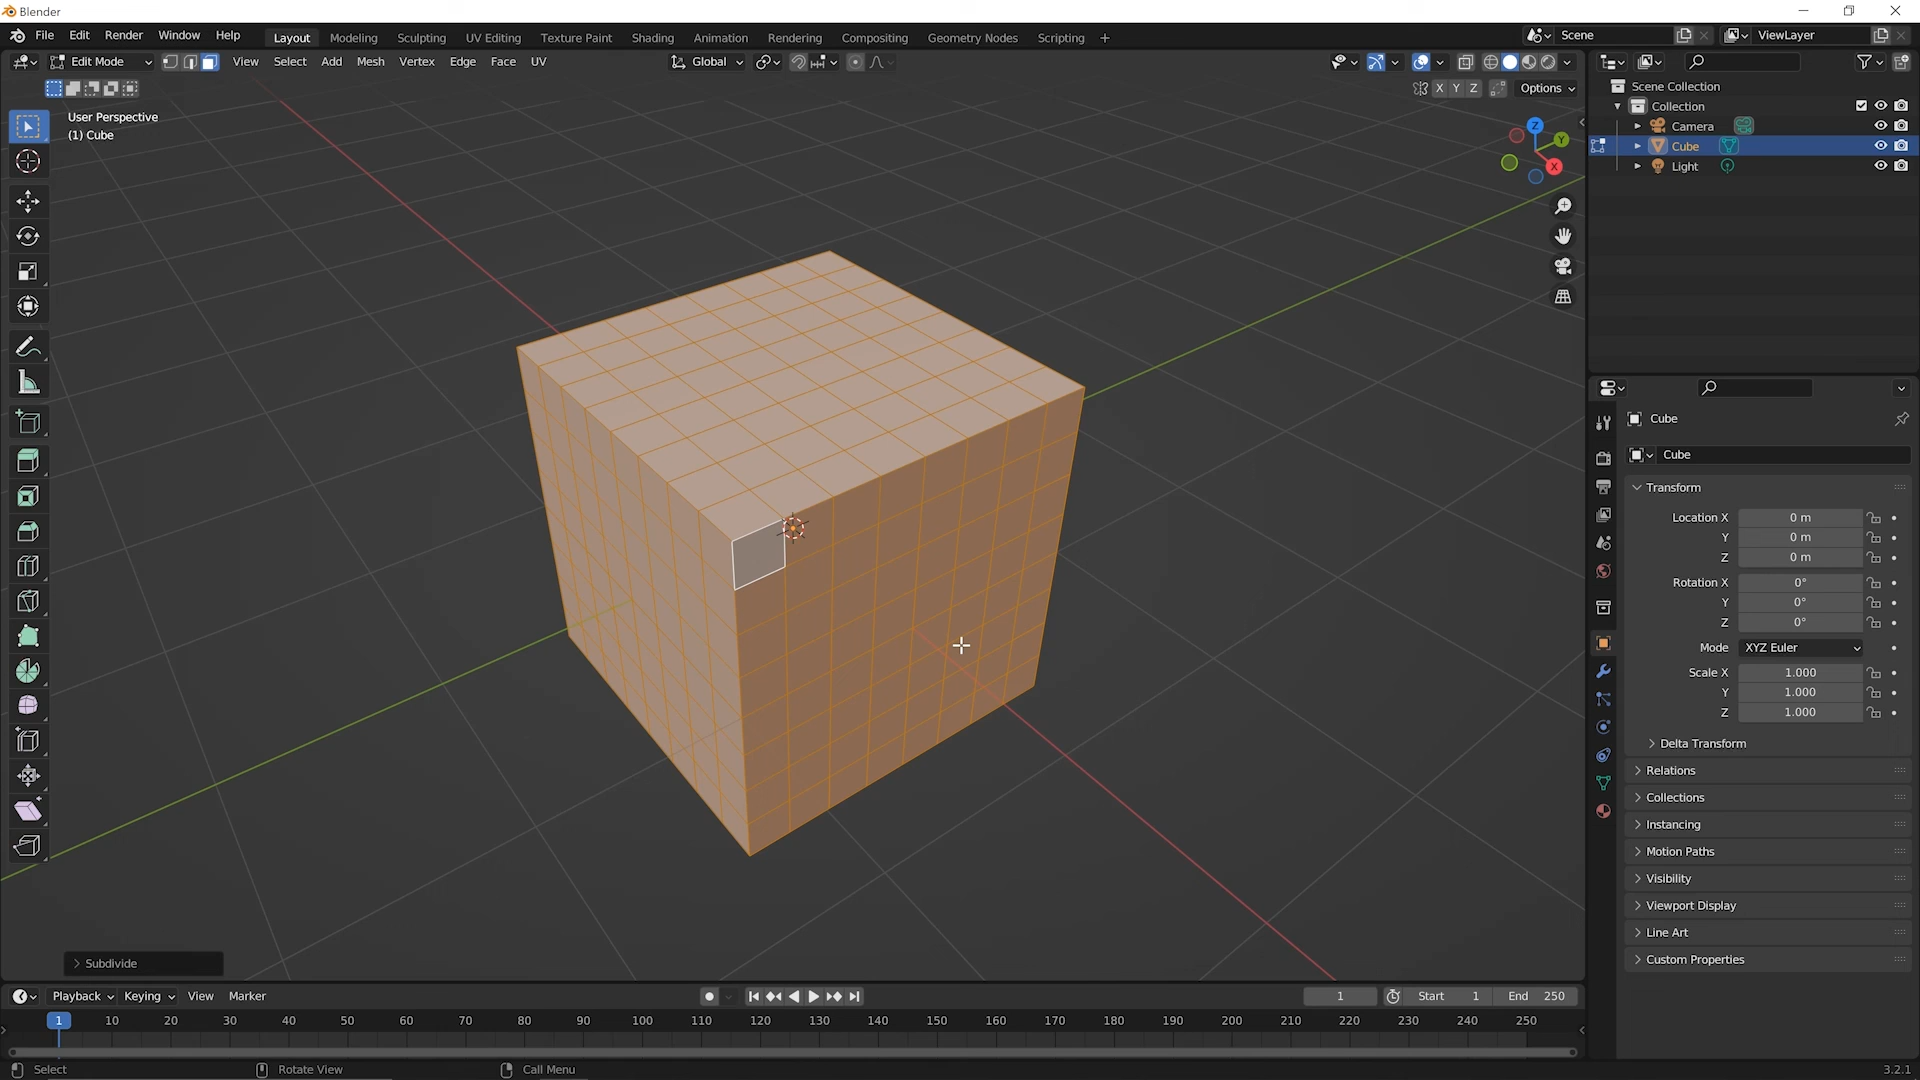 Blender
File Edit Render Window Help
Layout Modeling Sculpting UV Editing Texture Paint Shading Animation Rendering Compositing Geometry Nodes Scripting +
Scene
ViewLayer
Edit Mode
View Select Add Mesh Vertex Edge Face UV
Global
X Y Z
Options
User Perspective
(1) Cube
Z
Y
X
Scene Collection
Collection
Camera
Cube
Light
Cube
Cube
Transform
Location X 0 m
Y 0 m
Z 0 m
Rotation X 0°
Y 0°
Z 0°
Mode XYZ Euler
Scale X 1.000
Y 1.000
Z 1.000
Delta Transform
Relations
Collections
Instancing
Motion Paths
Visibility
Viewport Display
Line Art
Custom Properties
Subdivide
Playback Keying View Marker
1
Start 1
End 250
1 10 20 30 40 50 60 70 80 90 100 110 120 130 140 150 160 170 180 190 200 210 220 230 240 250
Select
Rotate View
Call Menu
3.2.1